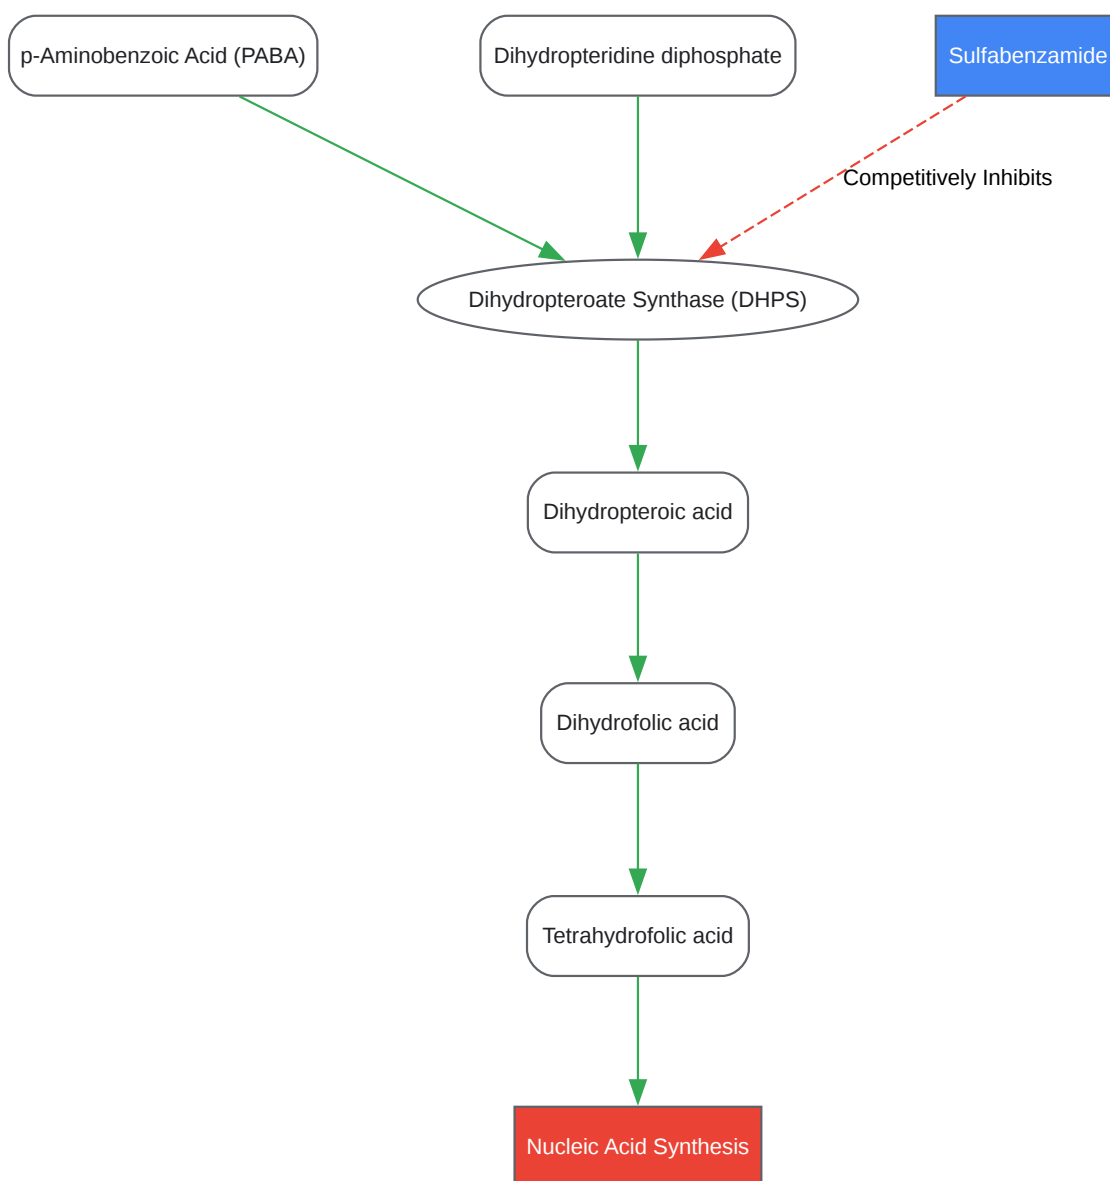 p-Aminobenzoic Acid (PABA)
Dihydropteridine diphosphate
Sulfabenzamide
Competitively Inhibits
Dihydropteroate Synthase (DHPS)
Dihydropteroic acid
Dihydrofolic acid
Tetrahydrofolic acid
Nucleic Acid Synthesis